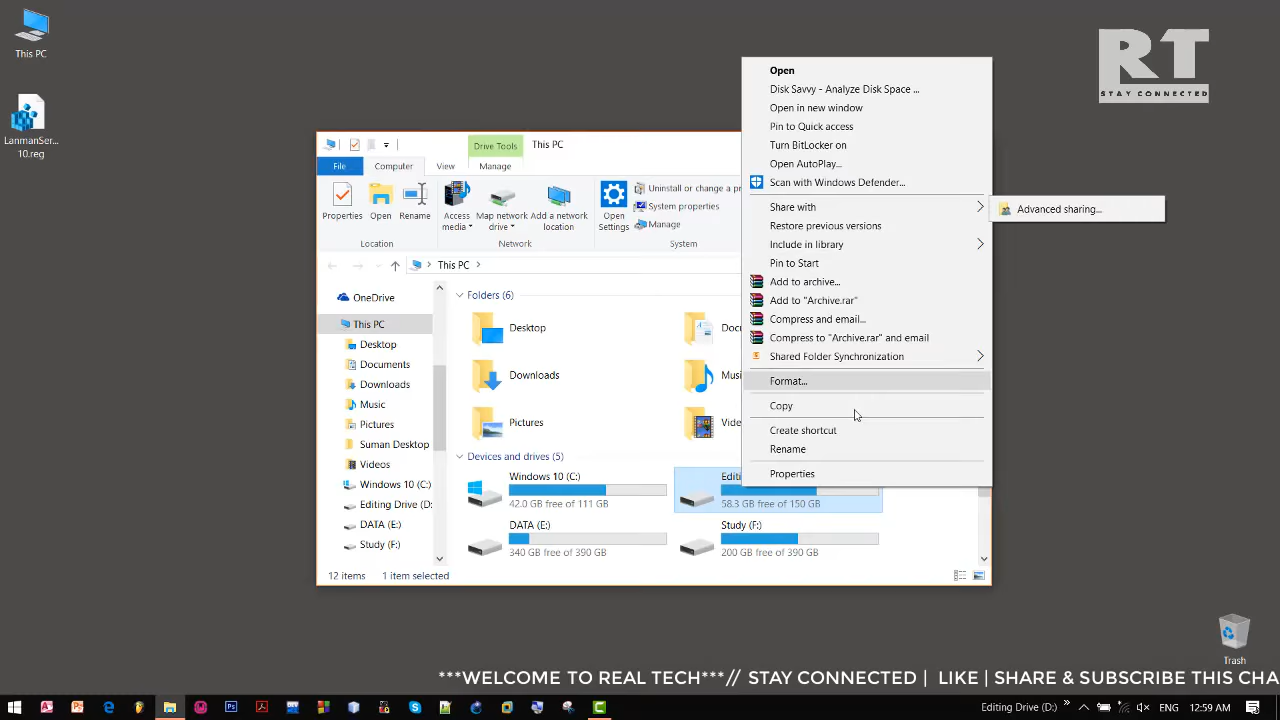 This PC
LanmanSer...
10.reg
RT
STAY CONNECTED
Drive Tools
This PC
File
Computer
View
Manage
Properties
Open
Rename
Access
media
Map network
drive
Add a network
location
Open
Settings
Uninstall or change a pr
System properties
Manage
Location
Network
System
This PC
OneDrive
This PC
Desktop
Documents
Downloads
Music
Pictures
Suman Desktop
Videos
Windows 10 (C:)
Editing Drive (D:
DATA (E:)
Study (F:)
Folders (6)
Desktop
Docu
Downloads
Music
Pictures
Vide
Devices and drives (5)
Windows 10 (C:)
42.0 GB free of 111 GB
Editi
58.3 GB free of 150 GB
DATA (E:)
340 GB free of 390 GB
Study (F:)
200 GB free of 390 GB
12 items
1 item selected
Open
Disk Savvy - Analyze Disk Space ...
Open in new window
Pin to Quick access
Turn BitLocker on
Open AutoPlay...
Scan with Windows Defender...
Share with
Restore previous versions
Include in library
Pin to Start
Add to archive...
Add to "Archive.rar"
Compress and email...
Compress to "Archive.rar" and email
Shared Folder Synchronization
Format...
Copy
Create shortcut
Rename
Properties
Advanced sharing...
Trash
***WELCOME TO REAL TECH***// STAY CONNECTED | LIKE | SHARE & SUBSCRIBE THIS CHA
Editing Drive (D:)
ENG
12:59 AM